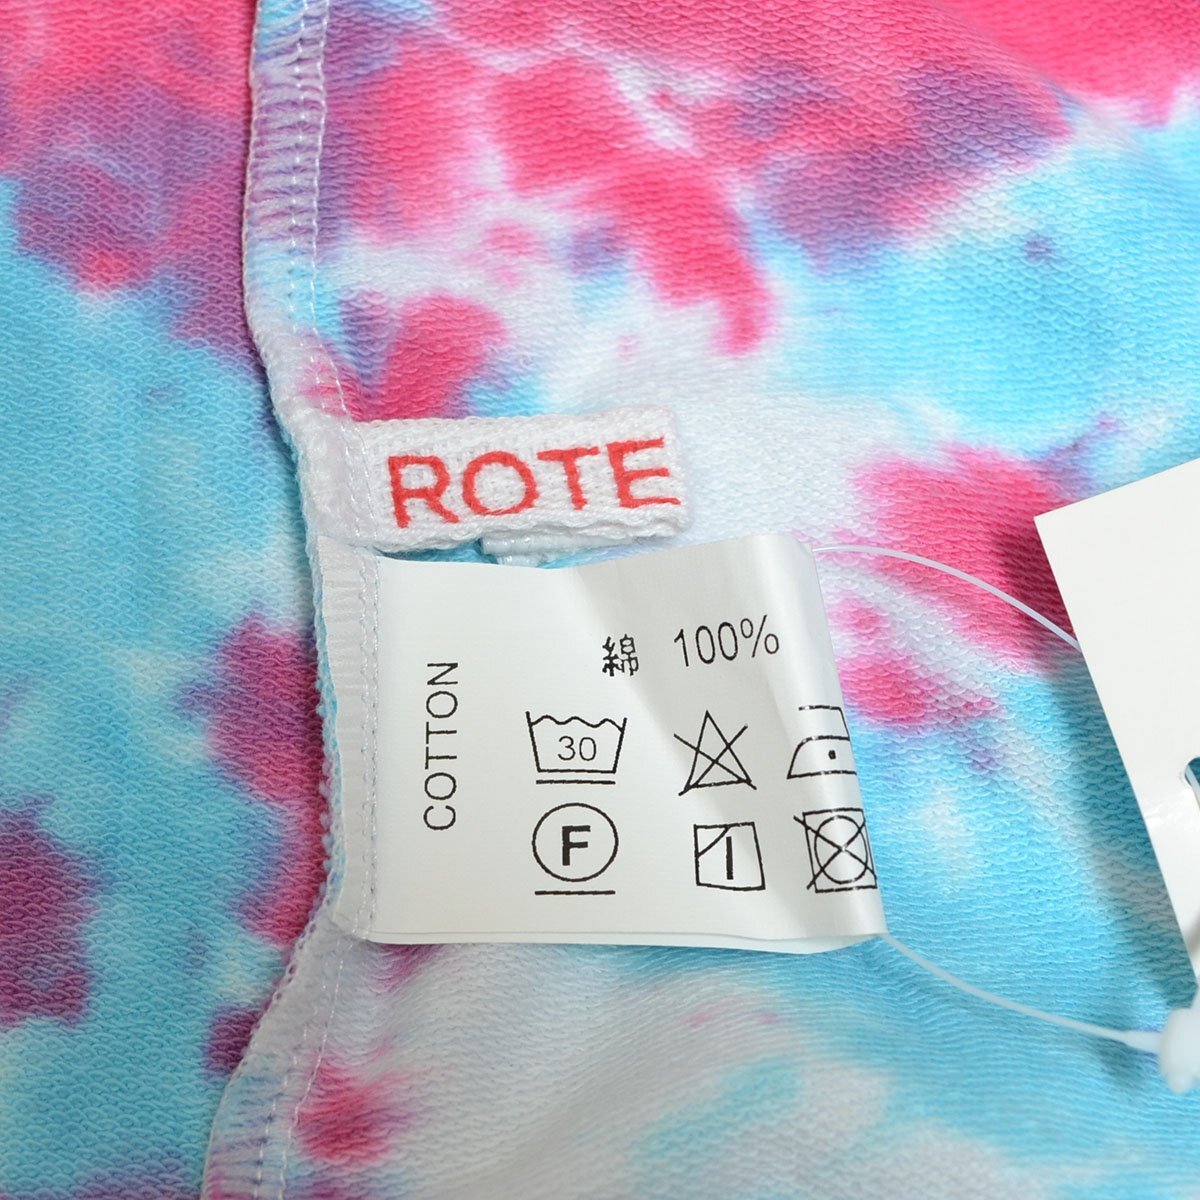 ROTE
綿 100%
COTTON
30
F